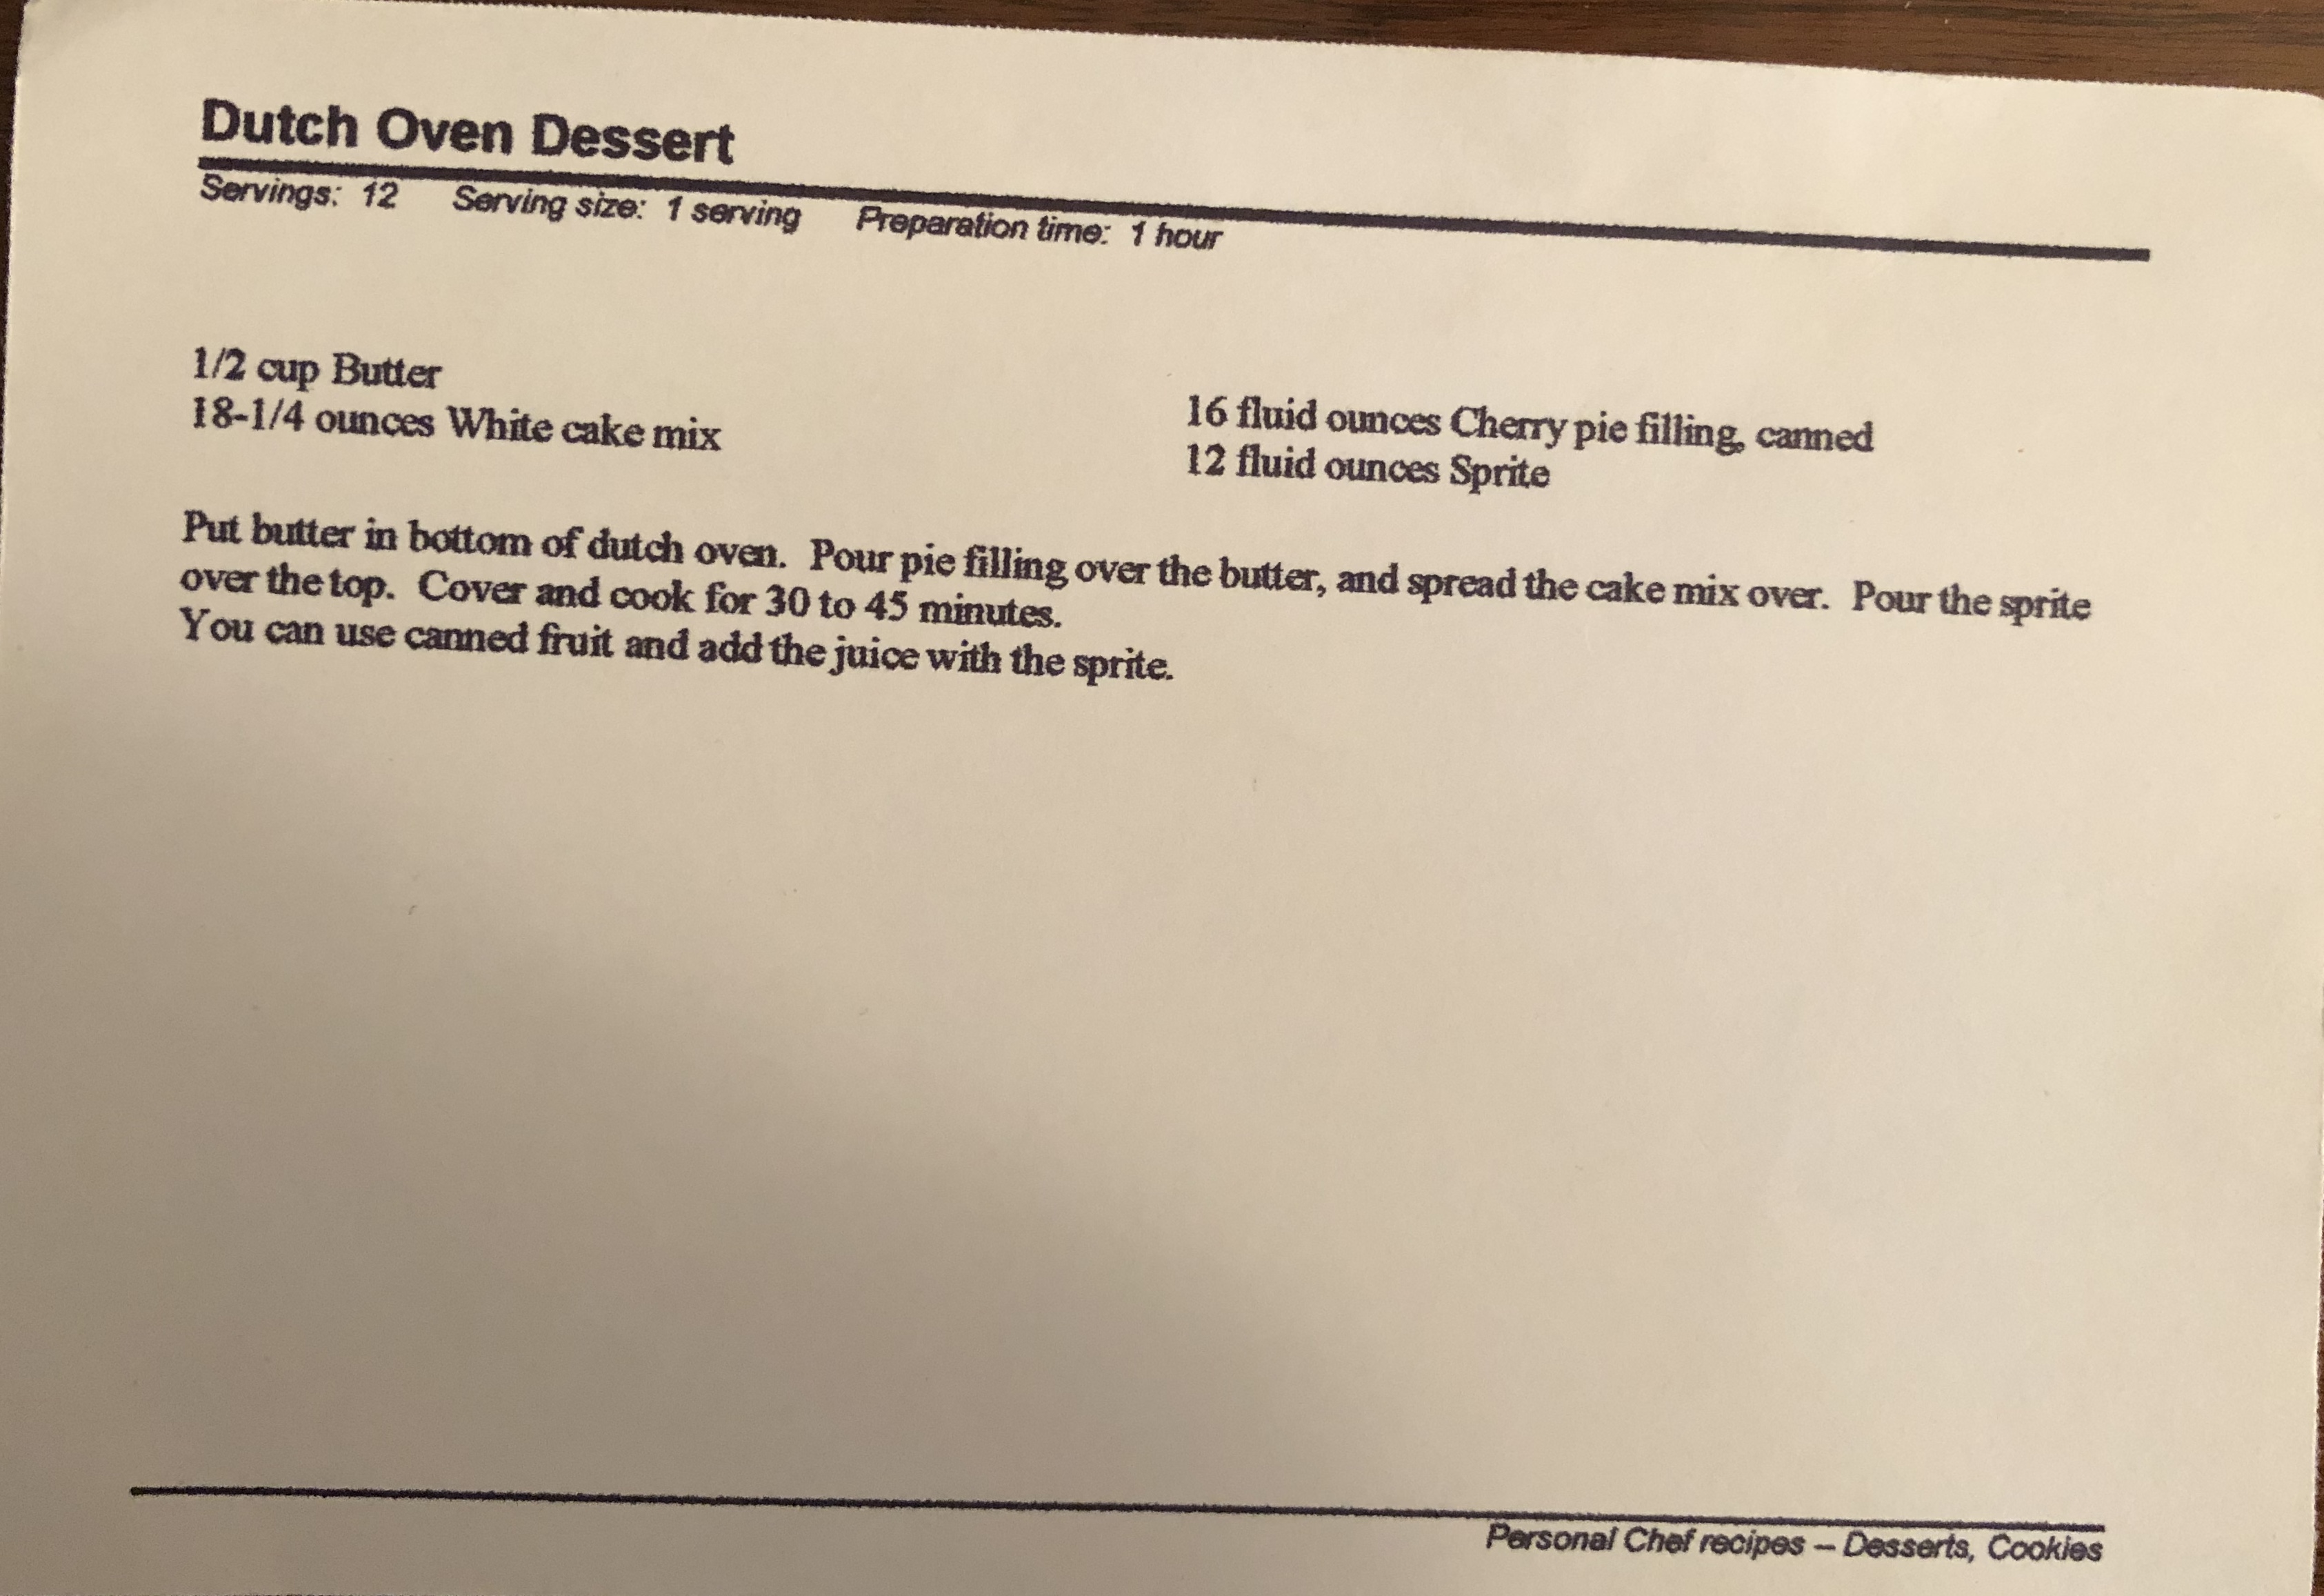 Dutch Oven Dessert
Servings: 12 Serving size: 1 serving Preparation time: 1 hour
1/2 cup Butter
18-1/4 ounces White cake mix
16 fluid ounces Cherry pie filling, canned
12 fluid ounces Sprite
Put butter in bottom of dutch oven. Pour pie filling over the butter, and spread the cake mix over. Pour the sprite
over the top. Cover and cook for 30 to 45 minutes.
You can use canned fruit and add the juice with the sprite.
Personal Chef recipes – Desserts, Cookies